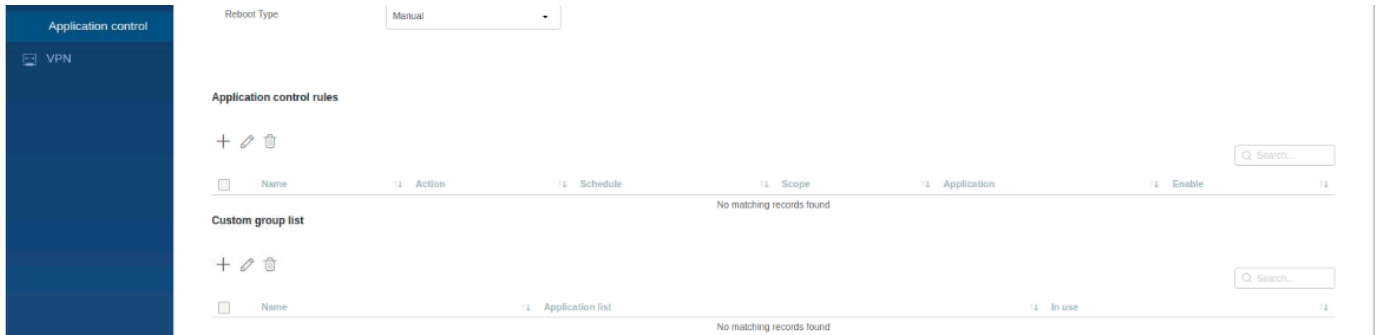 Application control
VPN
Reboot Type Manual
Application control rules
Search...
Name Action Schedule Scope Application Enable
No matching records found
Custom group list
Search...
Name Application list In use
No matching records found